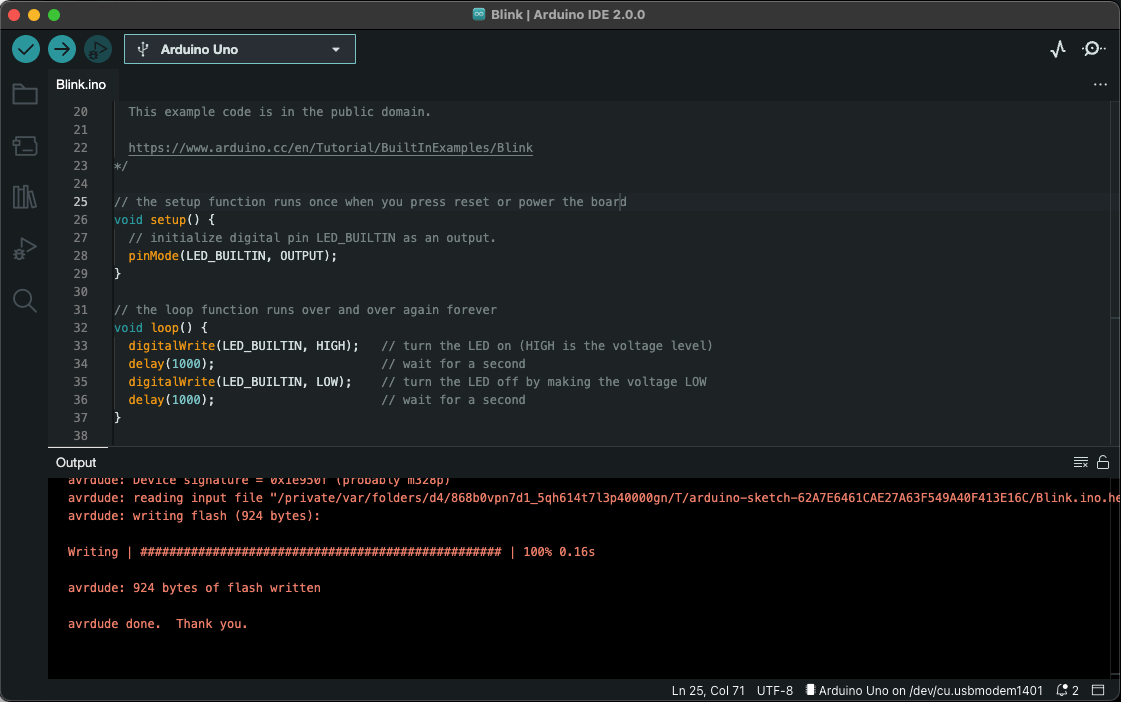 Blink | Arduino IDE 2.0.0
Arduino Uno
Blink.ino
20 This example code is in the public domain.
21
22 https://www.arduino.cc/en/Tutorial/BuiltInExamples/Blink
23 */
24
25 // the setup function runs once when you press reset or power the board
26 void setup() {
27 // initialize digital pin LED_BUILTIN as an output.
28 pinMode(LED_BUILTIN, OUTPUT);
29 }
30
31 // the loop function runs over and over again forever
32 void loop() {
33 digitalWrite(LED_BUILTIN, HIGH); // turn the LED on (HIGH is the voltage level)
34 delay(1000); // wait for a second
35 digitalWrite(LED_BUILTIN, LOW); // turn the LED off by making the voltage LOW
36 delay(1000); // wait for a second
37 }
38
Output
avrdude: Device signature = 0x1e950f (probably m328p)
avrdude: reading input file "/private/var/folders/d4/868b0vpn7d1_5qh614t7l3p40000gn/T/arduino-sketch-62A7E6461CAE27A63F549A40F413E16C/Blink.ino.he
avrdude: writing flash (924 bytes):
Writing | ################################################## | 100% 0.16s
avrdude: 924 bytes of flash written
avrdude done. Thank you.
Ln 25, Col 71 UTF-8 Arduino Uno on /dev/cu.usbmodem1401 2